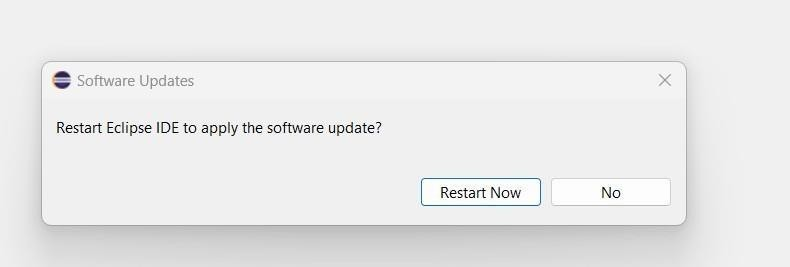 Software Updates
Restart Eclipse IDE to apply the software update?
Restart Now
No